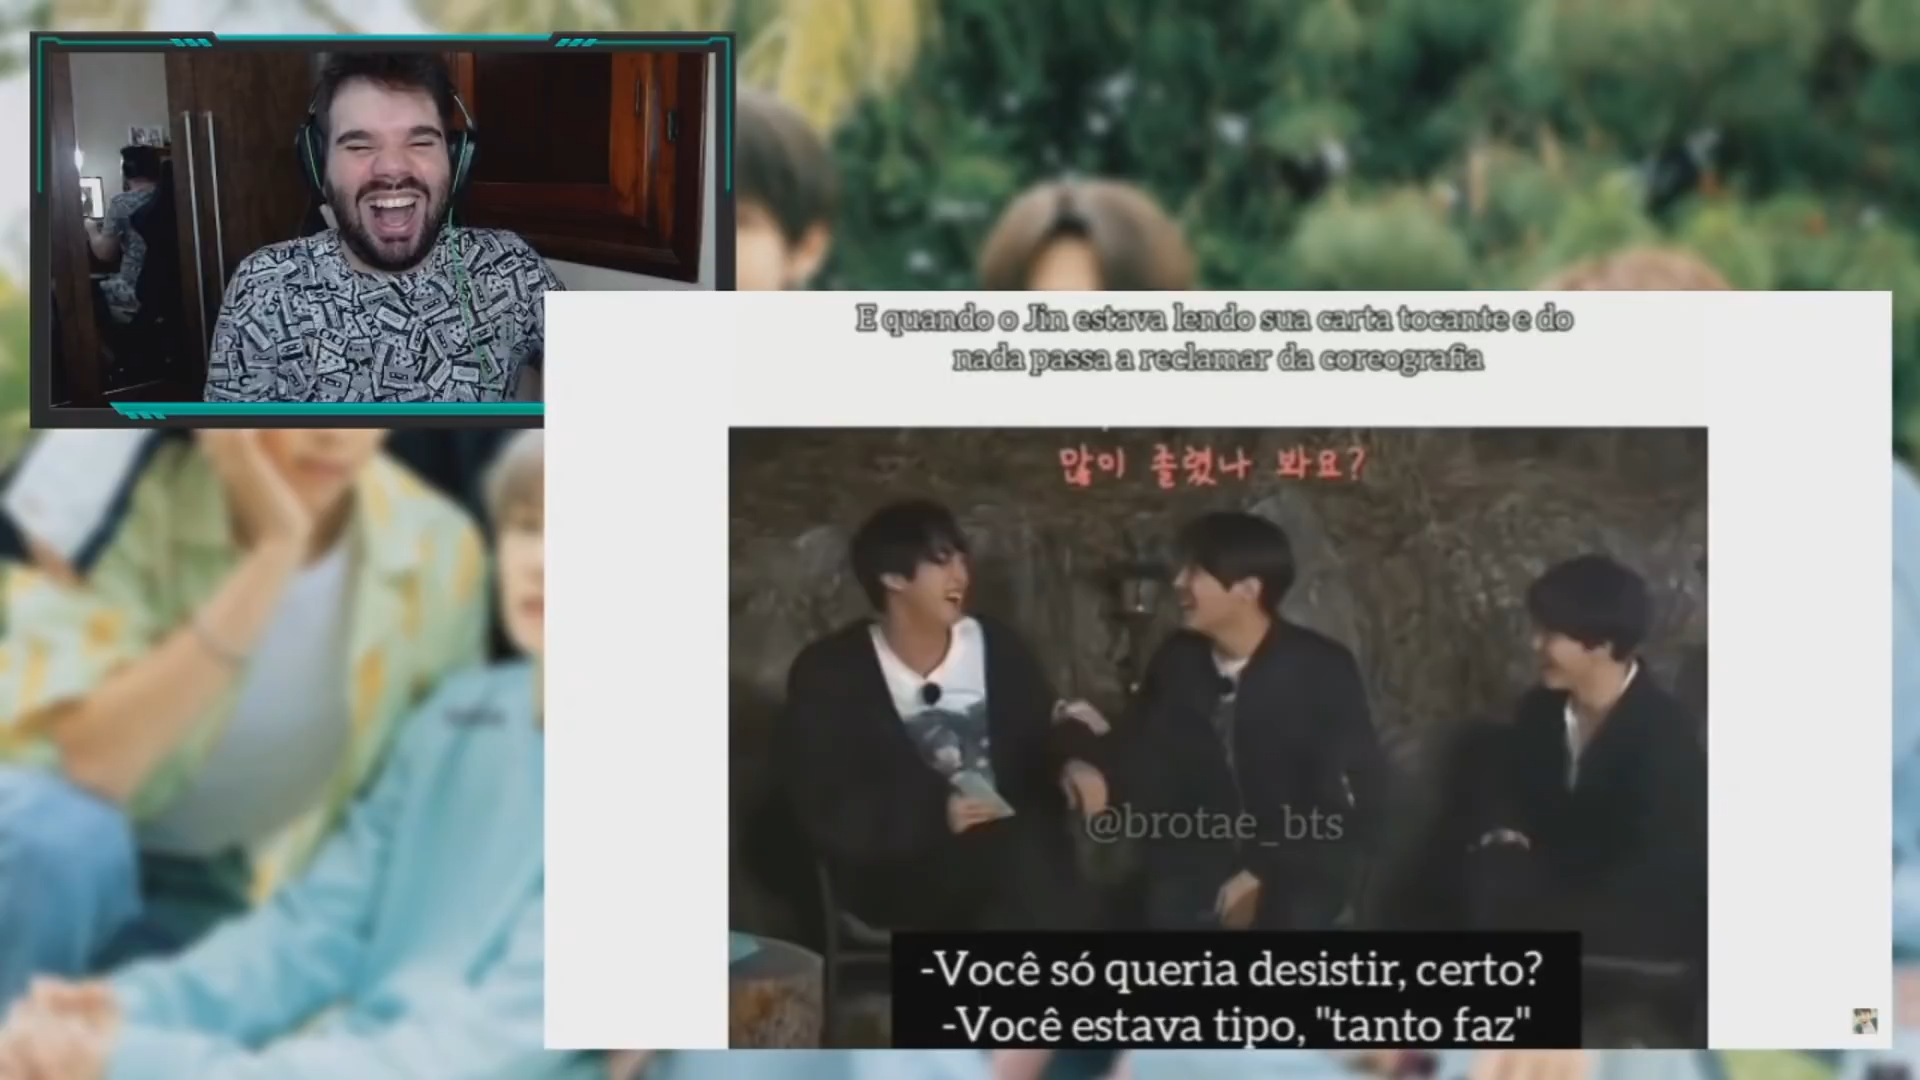 E quando o Jin estava lendo sua carta tocante e do
nada passa a reclamar da coreografia
많이 졸렸나 봐요?
@brotae_bts
-Você só queria desistir, certo?
-Você estava tipo, "tanto faz"